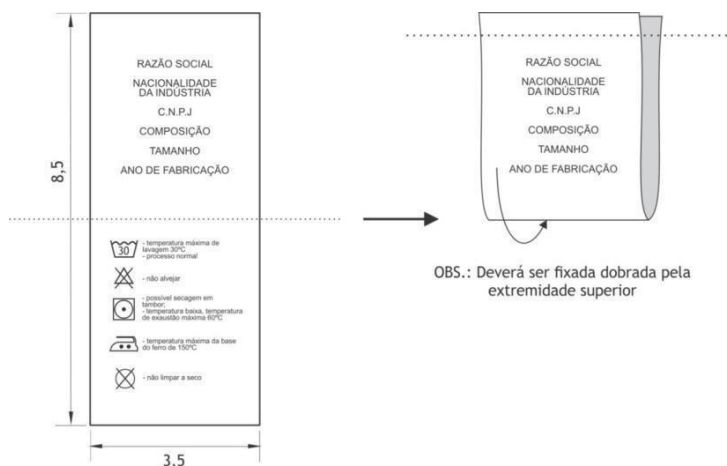 RAZÃO SOCIAL
NACIONALIDADE
DA INDÚSTRIA
C.N.P.J
COMPOSIÇÃO
TAMANHO
ANO DE FABRICAÇÃO
8,5
30
- temperatura máxima de
lavagem 30ºC
- processo normal
- não alvejar
- possível secagem em
tambor;
- temperatura baixa, temperatura
de exaustão máxima 60ºC
- temperatura máxima da base
do ferro de 150ºC
- não limpar a seco
3,5
RAZÃO SOCIAL
NACIONALIDADE
DA INDÚSTRIA
C.N.P.J
COMPOSIÇÃO
TAMANHO
ANO DE FABRICAÇÃO
OBS.: Deverá ser fixada dobrada pela
extremidade superior